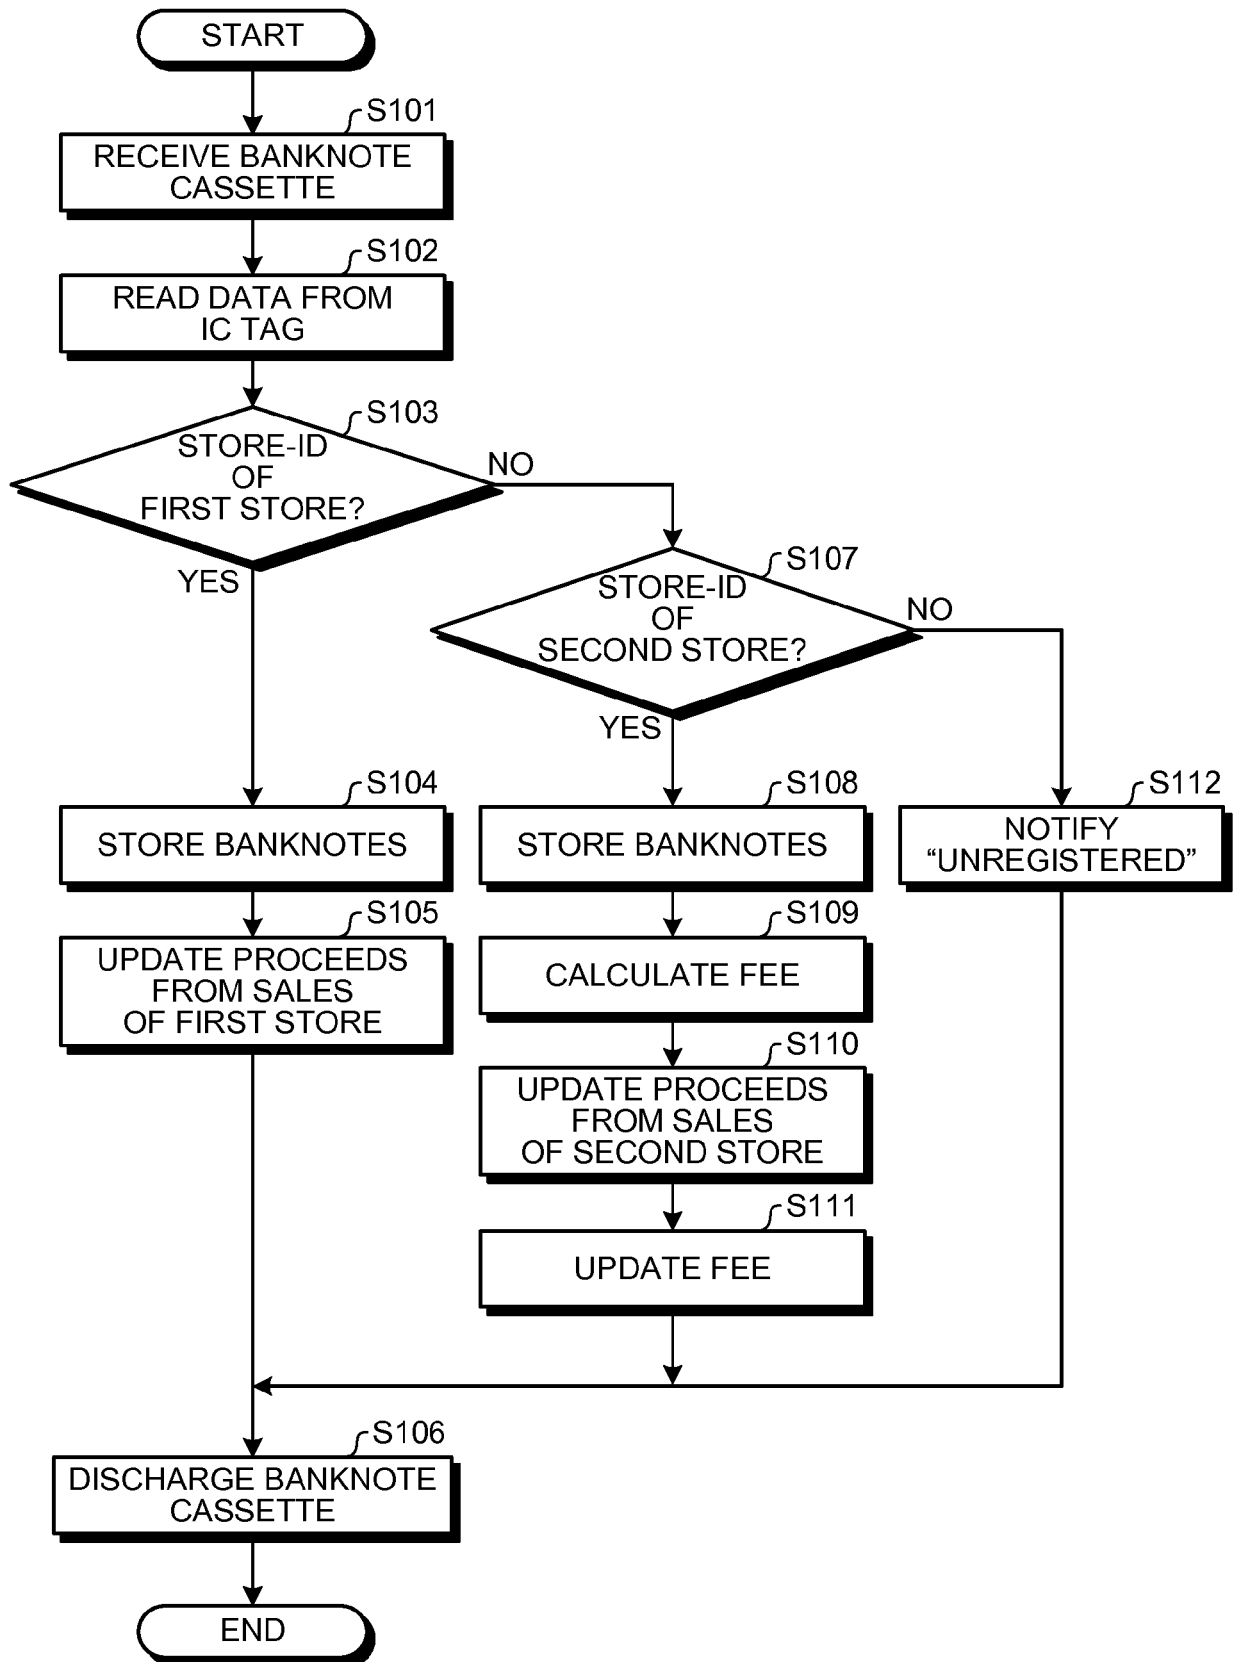 START
S101
RECEIVE BANKNOTE
CASSETTE
S102
READ DATA FROM
IC TAG
S103
STORE-ID
OF
FIRST STORE?
NO
YES
S107
STORE-ID
OF
SECOND STORE?
NO
YES
S104
STORE BANKNOTES
S105
UPDATE PROCEEDS
FROM SALES
OF FIRST STORE
S108
STORE BANKNOTES
S109
CALCULATE FEE
S110
UPDATE PROCEEDS
FROM SALES
OF SECOND STORE
S111
UPDATE FEE
S112
NOTIFY
“UNREGISTERED”
S106
DISCHARGE BANKNOTE
CASSETTE
END